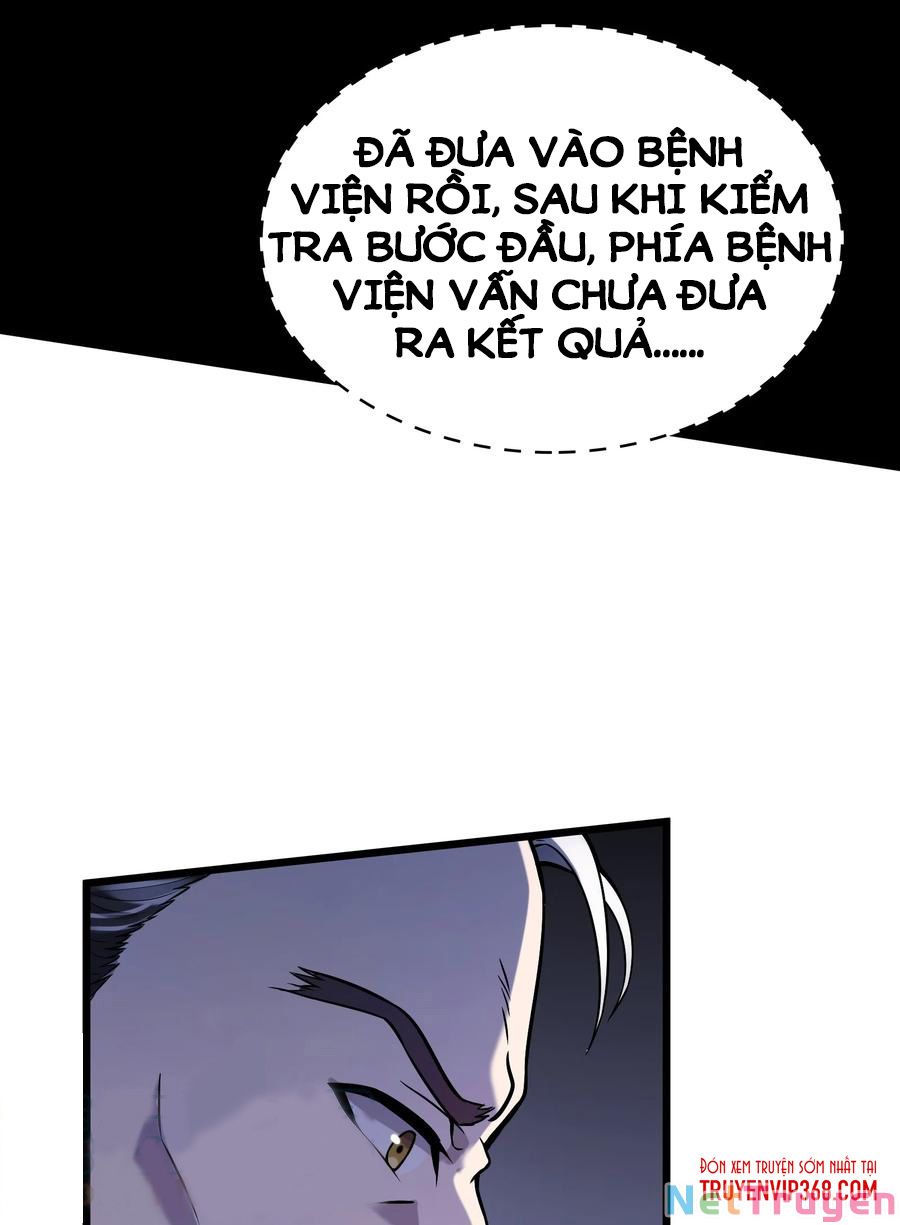 ĐÃ ĐƯA VÀO BỆNH
VIỆN RỒI, SAU KHI KIỂM
TRA BƯỚC ĐẦU, PHÍA BỆNH
VIỆN VẪN CHƯA ĐƯA
RA KẾT QUẢ......
ĐÓN XEM TRUYỆN SỚM NHẤT TẠI
TRUYENVIP368.COM
NetTruyen